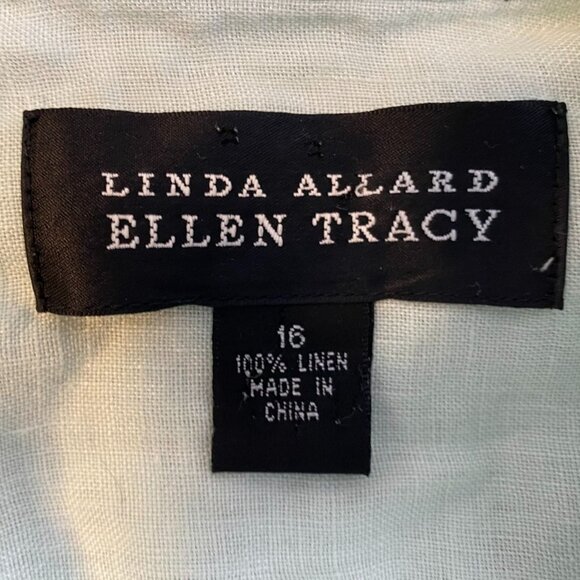 LINDA ALLARD
ELLEN TRACY
16
100% LINEN
MADE IN
CHINA